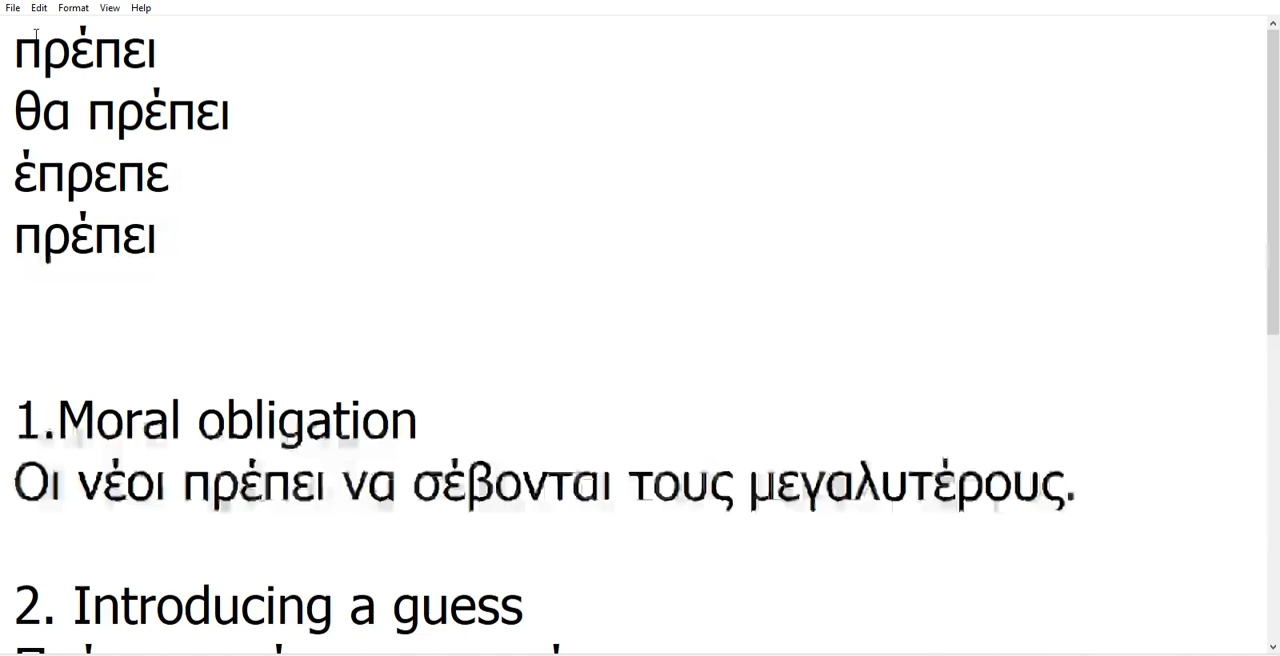 File Edit Format View Help
πρέπει
θα πρέπει
έπρεπε
πρέπει
1.Moral obligation
Οι νέοι πρέπει να σέβονται τους μεγαλυτέρους.
2. Introducing a guess